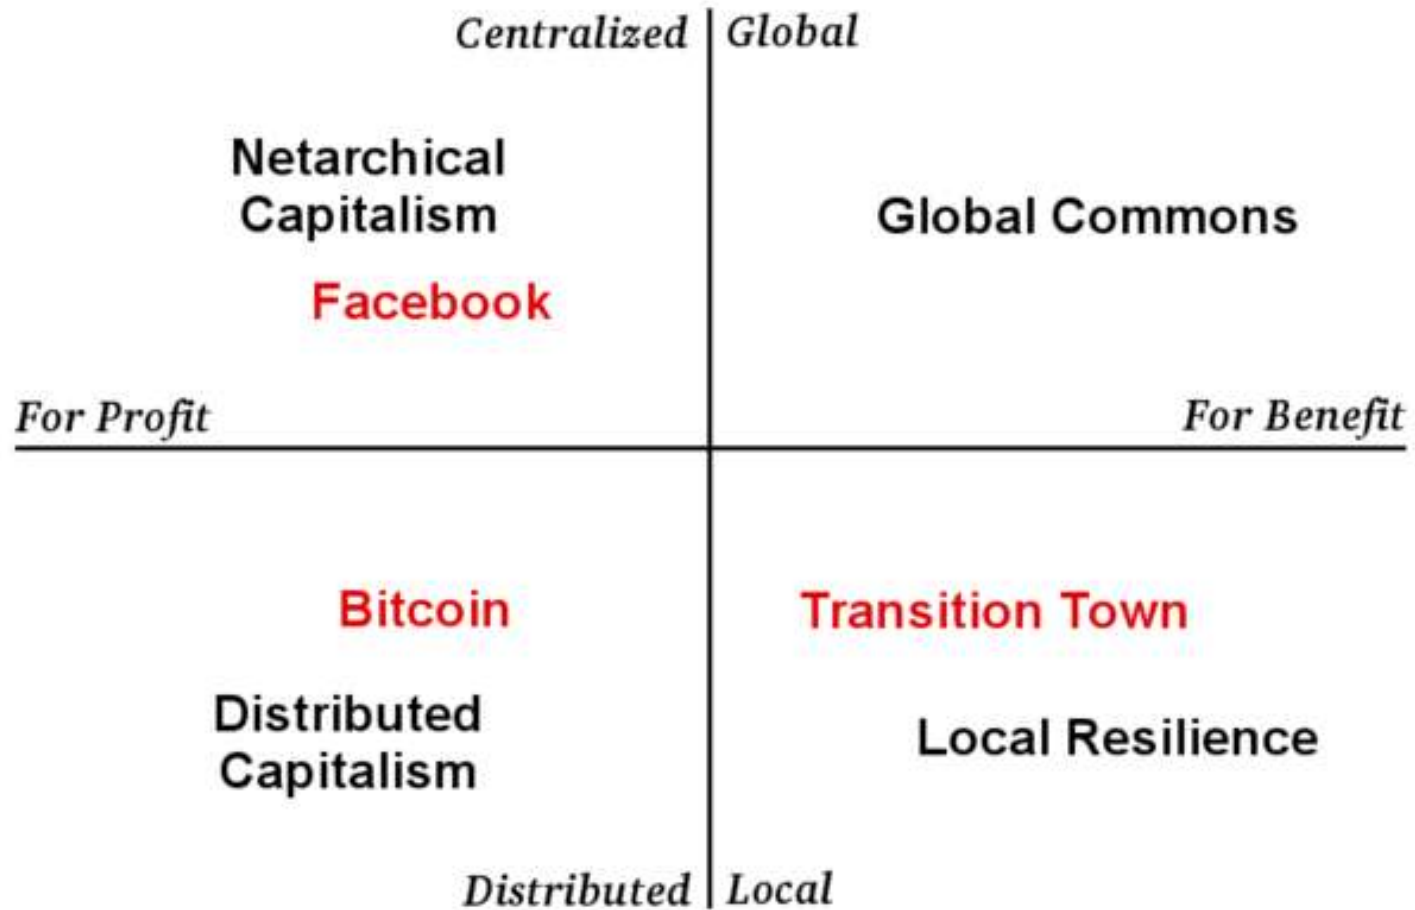 Centralized Global
Netarchical
Capitalism
Global Commons
Facebook
For Profit
For Benefit
Bitcoin
Transition Town
Distributed
Capitalism
Local Resilience
Distributed Local